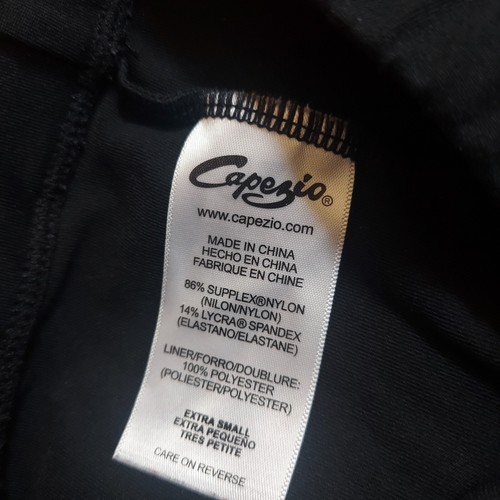 Capezio®
www.capezio.com
MADE IN CHINA
HECHO EN CHINA
FABRIQUE EN CHINE
86% SUPPLEX®NYLON
(NILON/NYLON)
14% LYCRA® SPANDEX
(ELASTANO/ELASTANE)
LINER/FORRO/DOUBLURE:
100% POLYESTER
(POLIESTER/POLYESTER)
EXTRA SMALL
EXTRA PEQUEÑO
TRES PETITE
CARE ON REVERSE